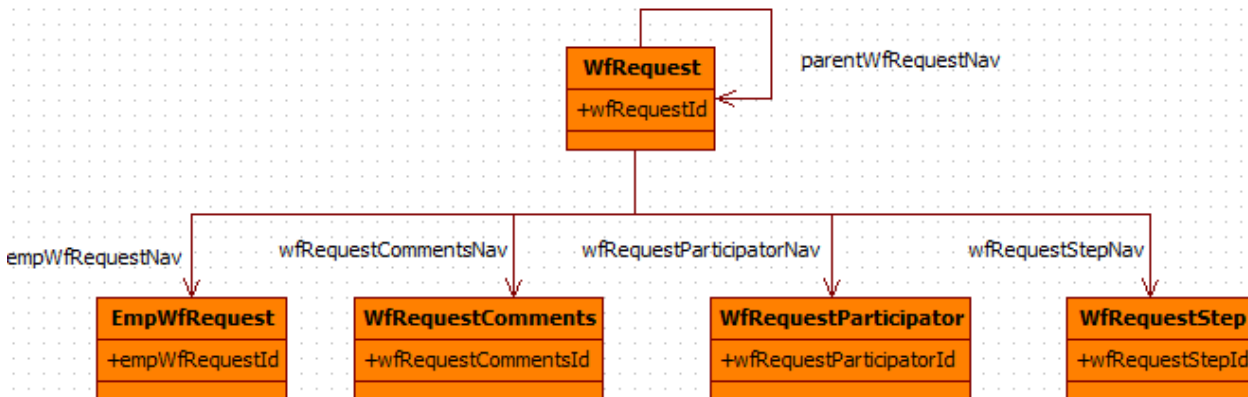 WfRequest
parentWfRequestNav
+wfRequestId
empWfRequestNav
wfRequestCommentsNav
wfRequestParticipatorNav
wfRequestStepNav
EmpWfRequest
WfRequestComments
WfRequestParticipator
WfRequestStep
+empWfRequestId
+wfRequestCommentsId
+wfRequestParticipatorId
+wfRequestStepId